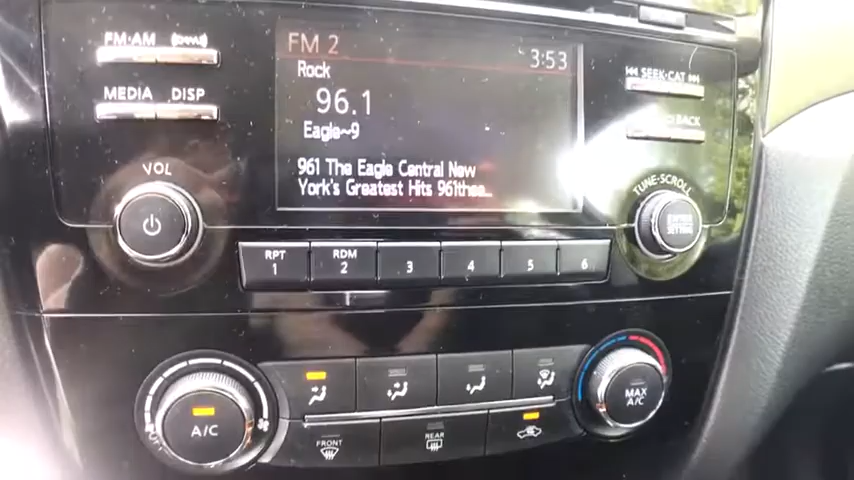 FM·AM
FM 2
3:53
SEEK·CAT
Rock
MEDIA DISP
96.1
BACK
Eagle~9
VOL
961 The Eagle Central New
York's Greatest Hits 961thee...
TUNE·SCROLL
ENTER
SETTING
RPT
1
RDM
2
3
4
5
6
A/C
OFF
MAX
A/C
FRONT
REAR